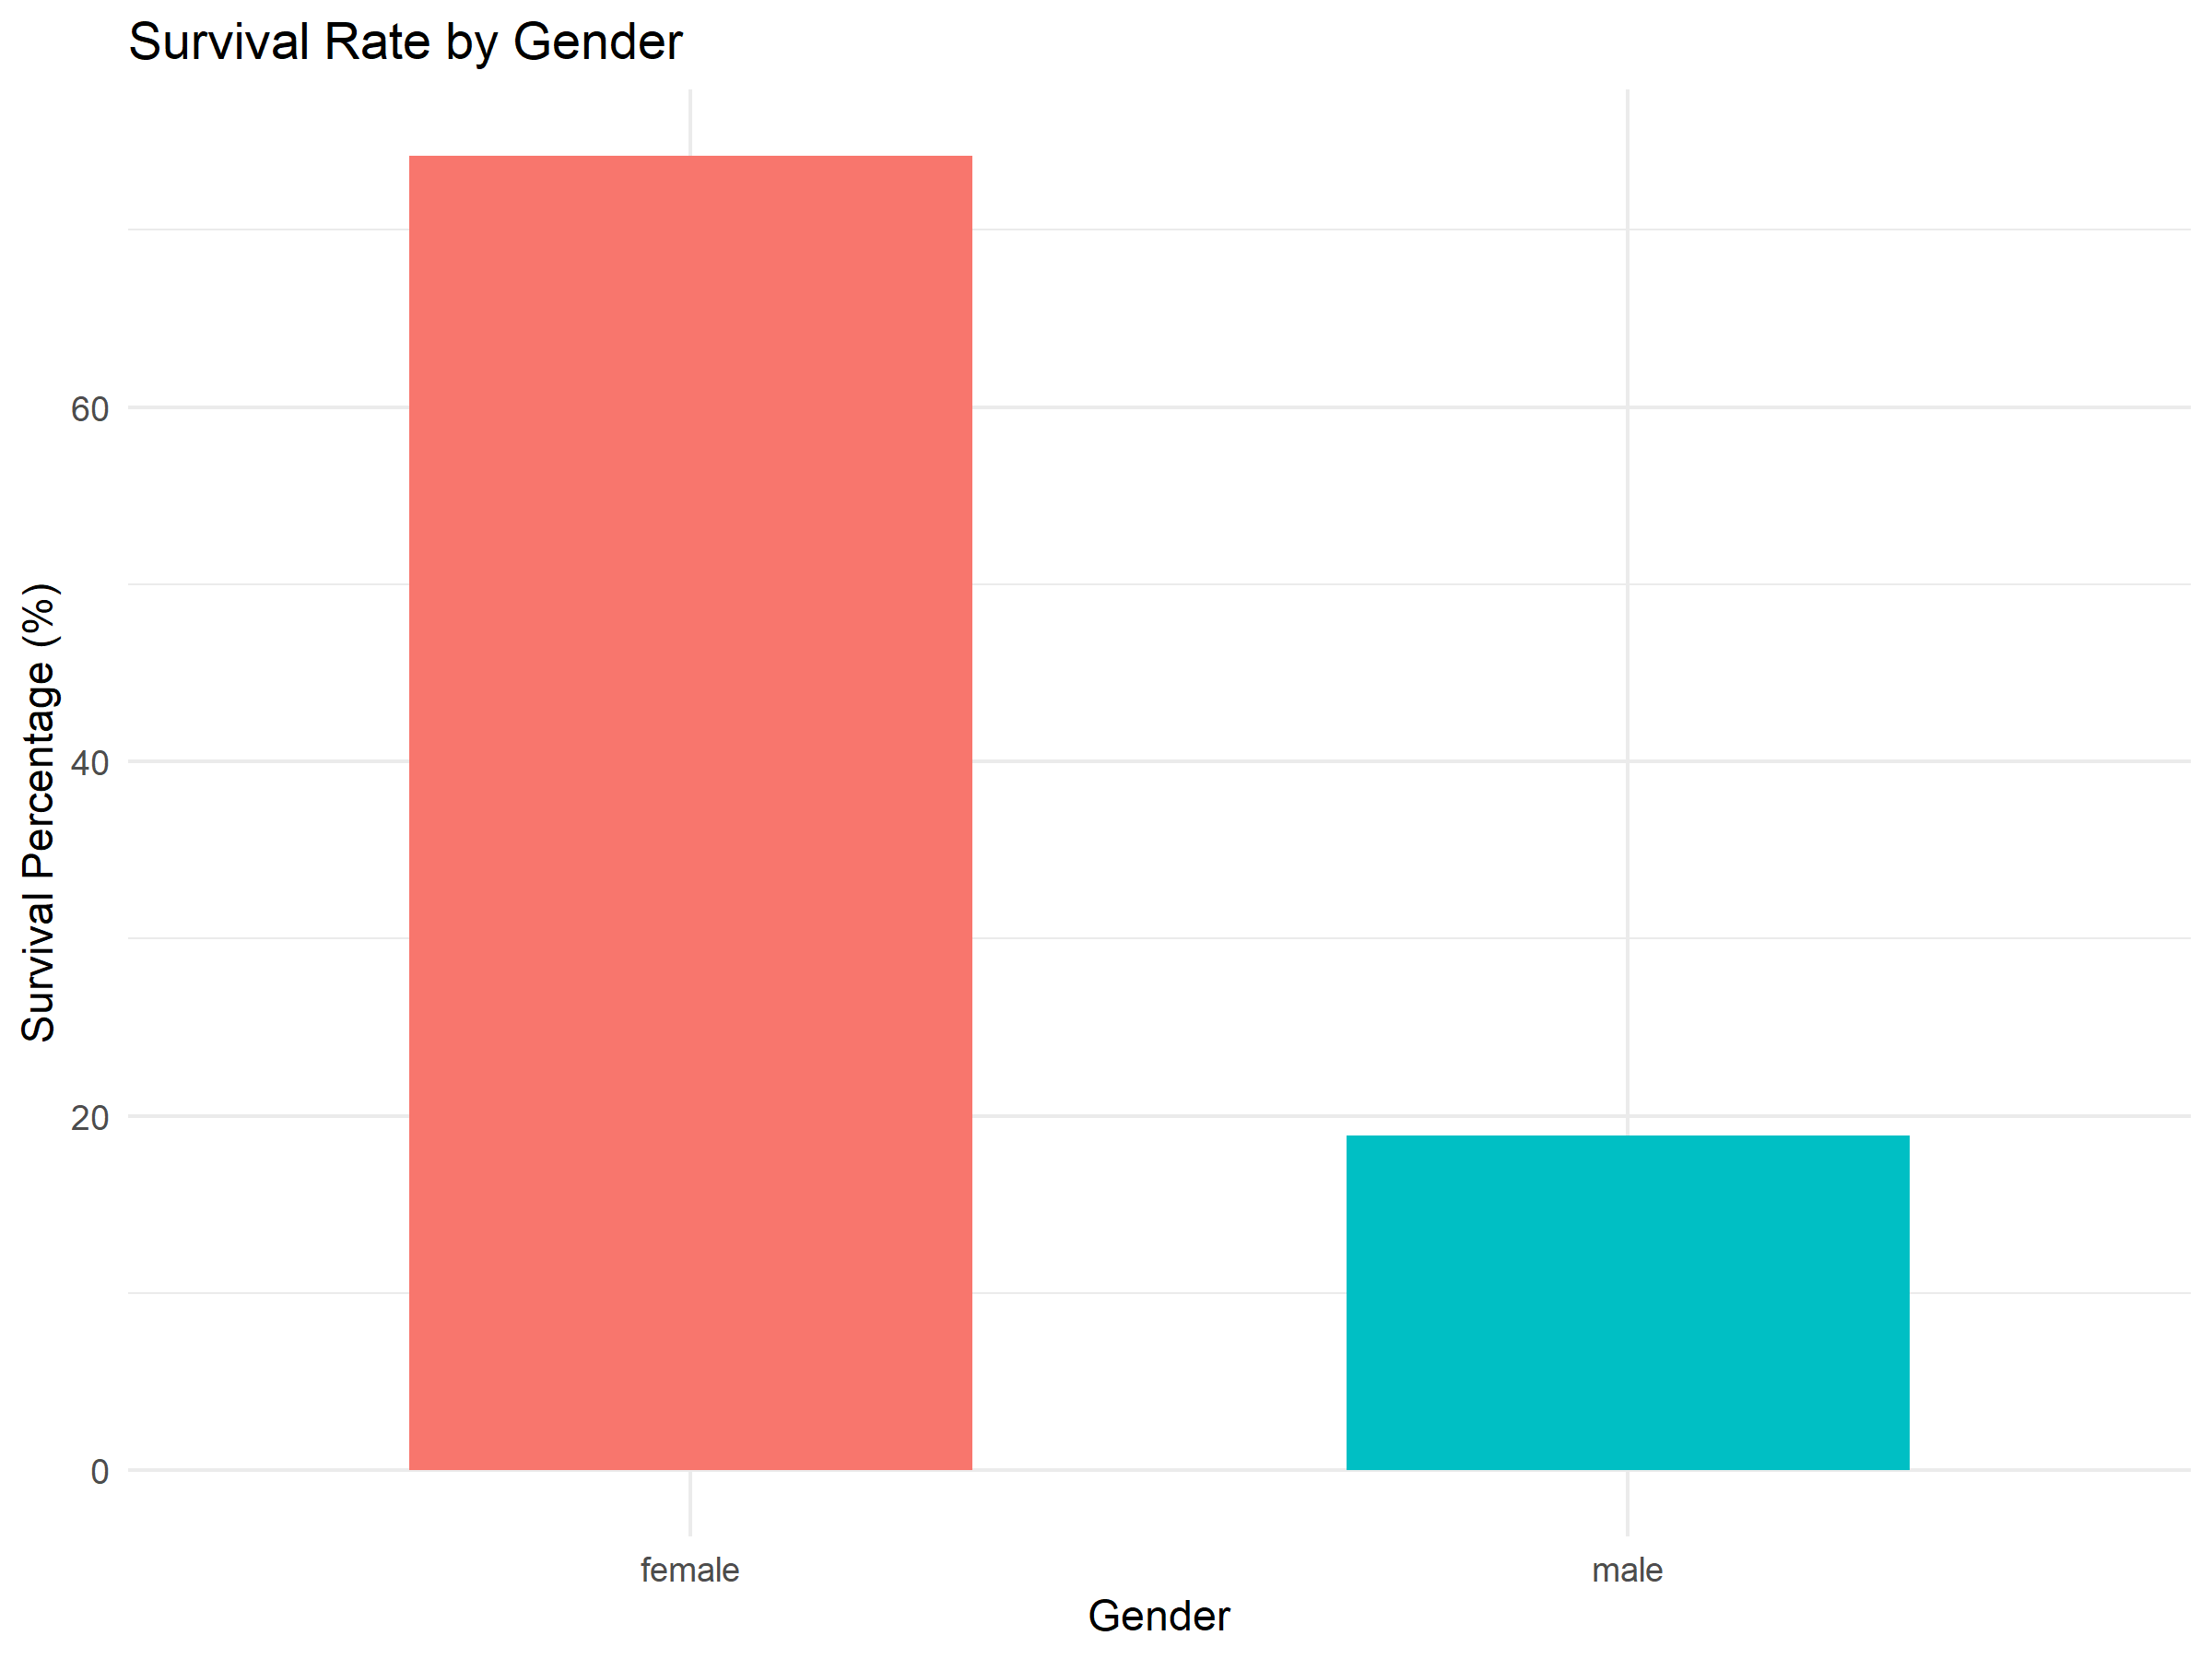 Survival Rate by Gender
Survival Percentage (%)
60
40
20
0
female
male
Gender